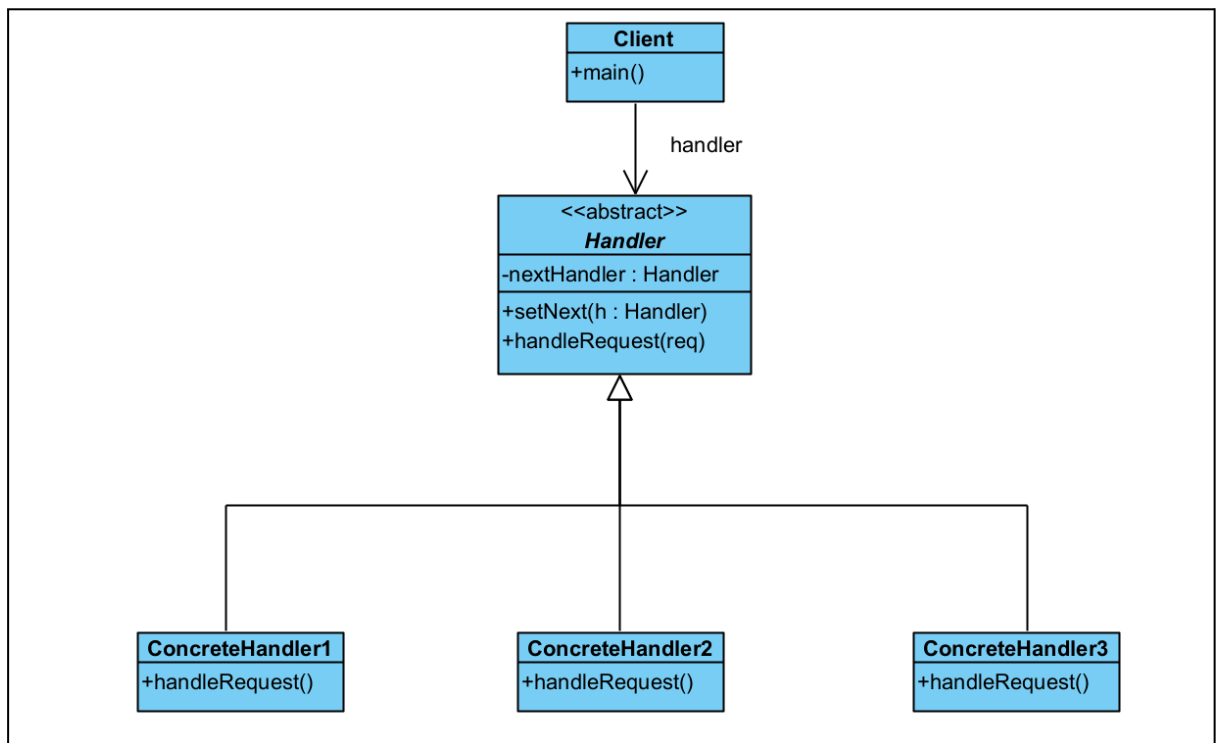 Client
+main()
handler
<<abstract>>
Handler
-nextHandler : Handler
+setNext(h : Handler)
+handleRequest(req)
ConcreteHandler1
+handleRequest()
ConcreteHandler2
+handleRequest()
ConcreteHandler3
+handleRequest()